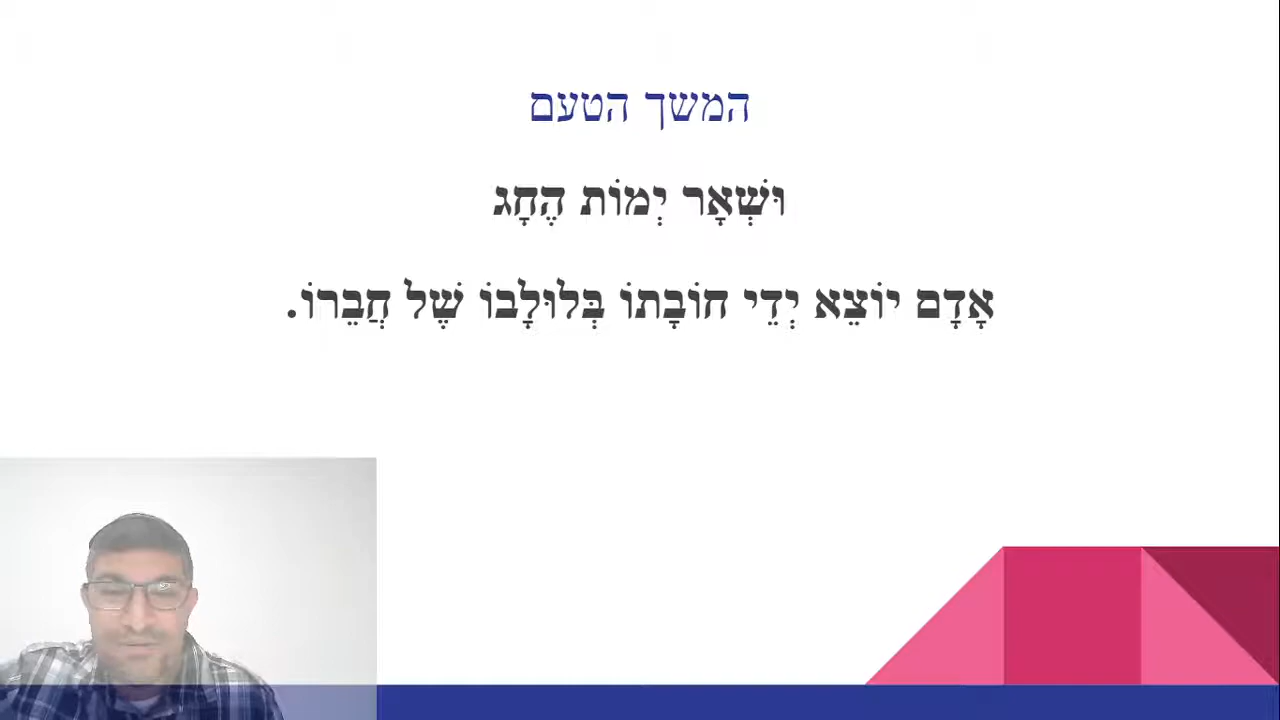 המשך הטעם
וּשְׁאָר יְמוֹת הֶחָג
אָדָם יוֹצֵא יְדֵי חוֹבָתוֹ בְּלוּלָבוֹ שֶׁל חֲבֵרוֹ.